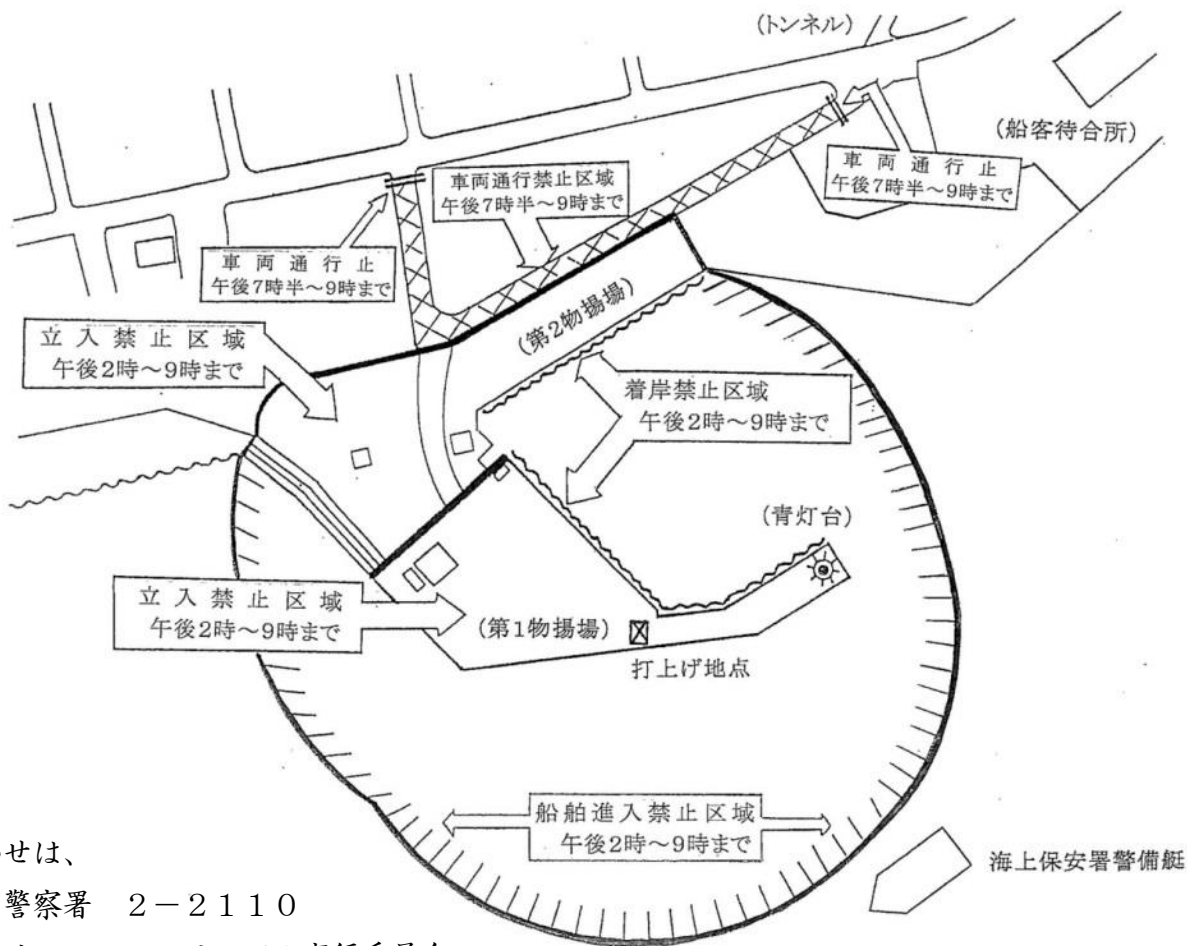 (トンネル)
(船客待合所)
車両通行止
午後7時半～9時まで
車両通行禁止区域
午後7時半～9時まで
車両通行止
午後7時半～9時まで
(第2物揚場)
立入禁止区域
午後2時～9時まで
着岸禁止区域
午後2時～9時まで
(青灯台)
立入禁止区域
午後2時～9時まで
(第1物揚場)
打上げ地点
船舶進入禁止区域
午後2時～9時まで
海上保安署警備艇
せは、
警察署　2－2110